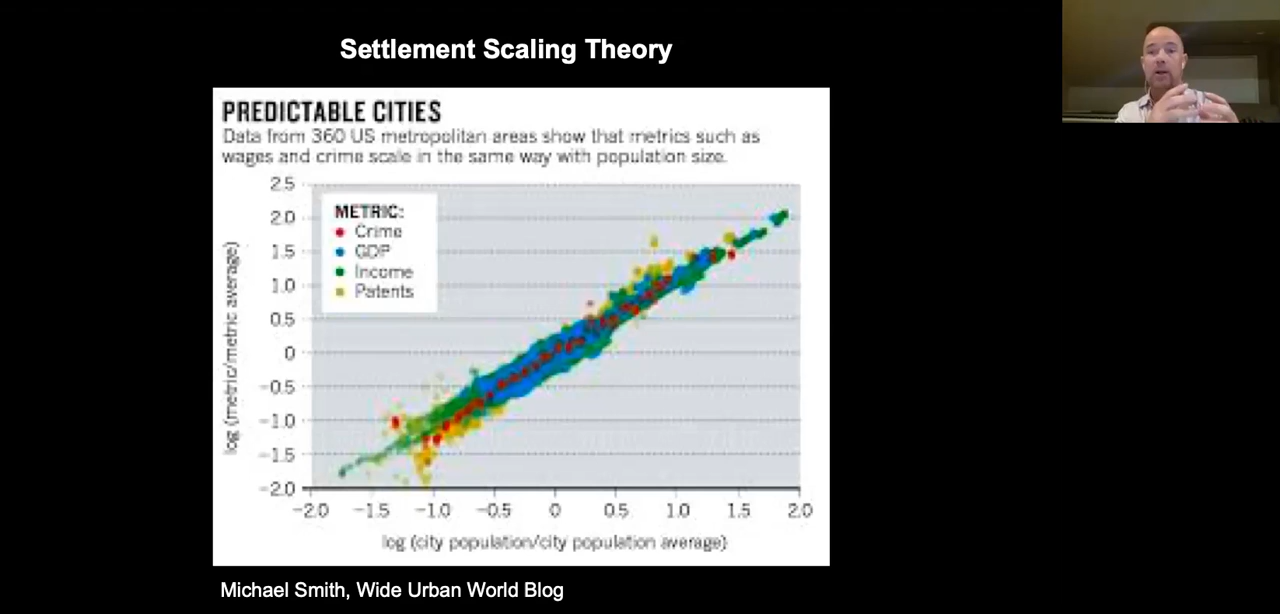 Settlement Scaling Theory
PREDICTABLE CITIES
Data from 360 US metropolitan areas show that metrics such as
wages and crime scale in the same way with population size.
2.5
2.0
1.5
1.0
0.5
0
−0.5
−1.0
−1.5
−2.0
log (metric/metric average)
METRIC:
Crime
GDP
Income
Patents
−2.0 −1.5 −1.0 −0.5 0 0.5 1.0 1.5 2.0
log (city population/city population average)
Michael Smith, Wide Urban World Blog